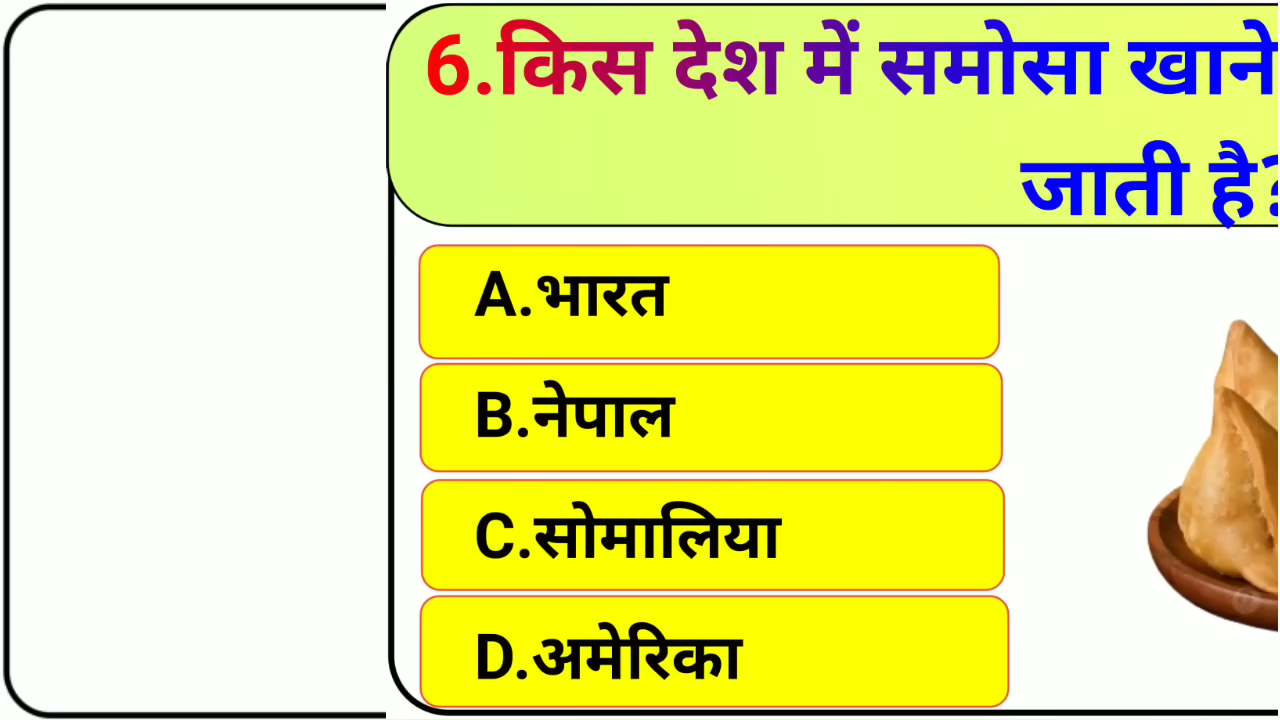 6.किस देश में समोसा खाने
जाती है?
A.भारत
B.नेपाल
C.सोमालिया
D.अमेरिका